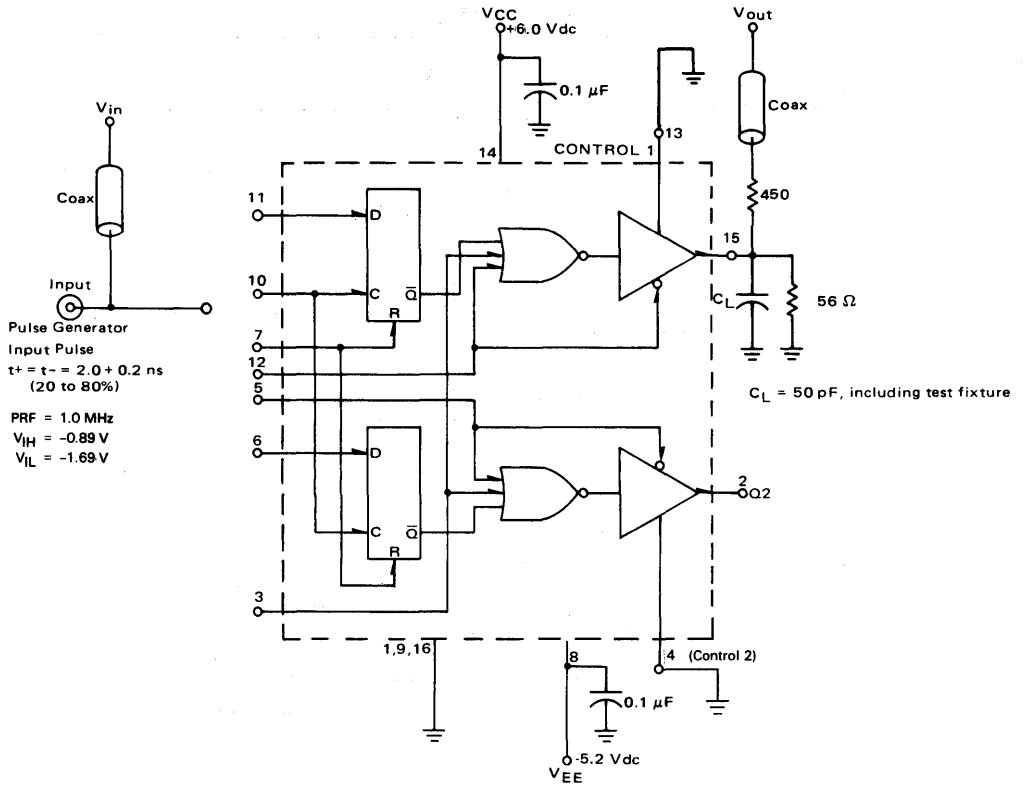 VCC
+6.0 Vdc
0.1 μF
Vout
Coax
13
CONTROL 1
14
450
15
CL
56 Ω
CL = 50 pF, including test fixture
Vin
Coax
Input
Pulse Generator
Input Pulse
t+ = t- = 2.0 + 0.2 ns
(20 to 80%)
PRF = 1.0 MHz
VIH = -0.89 V
VIL = -1.69 V
11
10
7
12
5
6
3
D
C
Q̅
R
D
C
Q̅
R
2
Q2
1,9,16
8
4 (Control 2)
0.1 μF
-5.2 Vdc
VEE